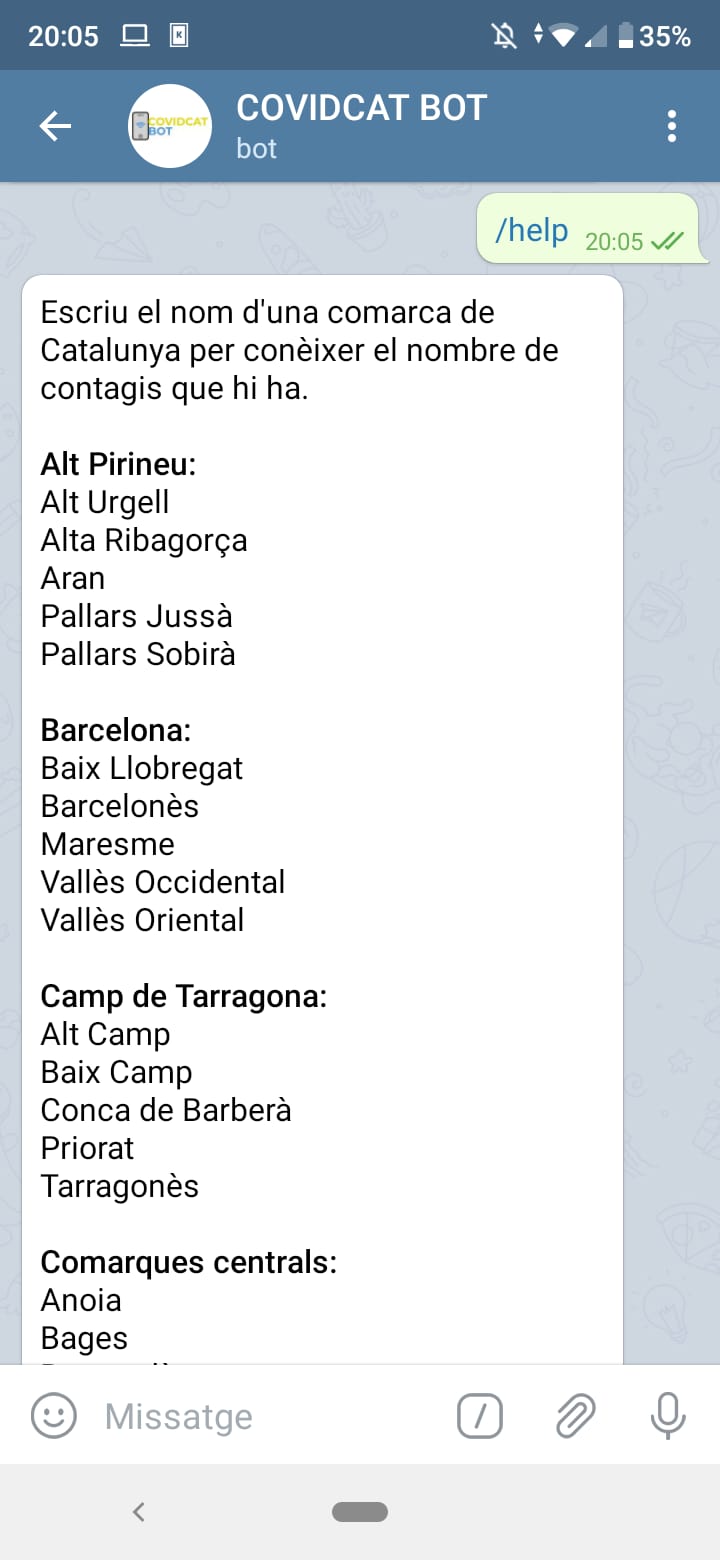 20:05
35%
COVIDCAT
BOT
COVIDCAT BOT
bot
/help 20:05
Escriu el nom d'una comarca de
Catalunya per conèixer el nombre de
contagis que hi ha.
Alt Pirineu:
Alt Urgell
Alta Ribagorça
Aran
Pallars Jussà
Pallars Sobirà
Barcelona:
Baix Llobregat
Barcelonès
Maresme
Vallès Occidental
Vallès Oriental
Camp de Tarragona:
Alt Camp
Baix Camp
Conca de Barberà
Priorat
Tarragonès
Comarques centrals:
Anoia
Bages
Missatge